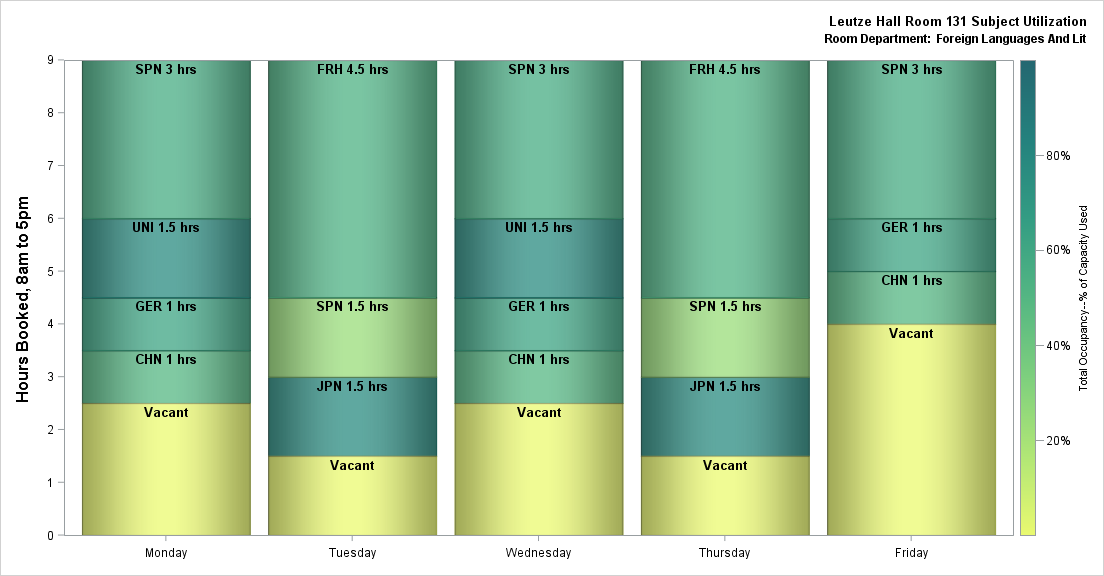 Leutze Hall Room 131 Subject Utilization
Room Department: Foreign Languages And Lit
Hours Booked, 8am to 5pm
9
8
7
6
5
4
3
2
1
0
SPN 3 hrs
UNI 1.5 hrs
GER 1 hrs
CHN 1 hrs
Vacant
FRH 4.5 hrs
SPN 1.5 hrs
JPN 1.5 hrs
Vacant
SPN 3 hrs
UNI 1.5 hrs
GER 1 hrs
CHN 1 hrs
Vacant
FRH 4.5 hrs
SPN 1.5 hrs
JPN 1.5 hrs
Vacant
SPN 3 hrs
GER 1 hrs
CHN 1 hrs
Vacant
Monday
Tuesday
Wednesday
Thursday
Friday
80%
60%
40%
20%
Total Occupancy--% of Capacity Used